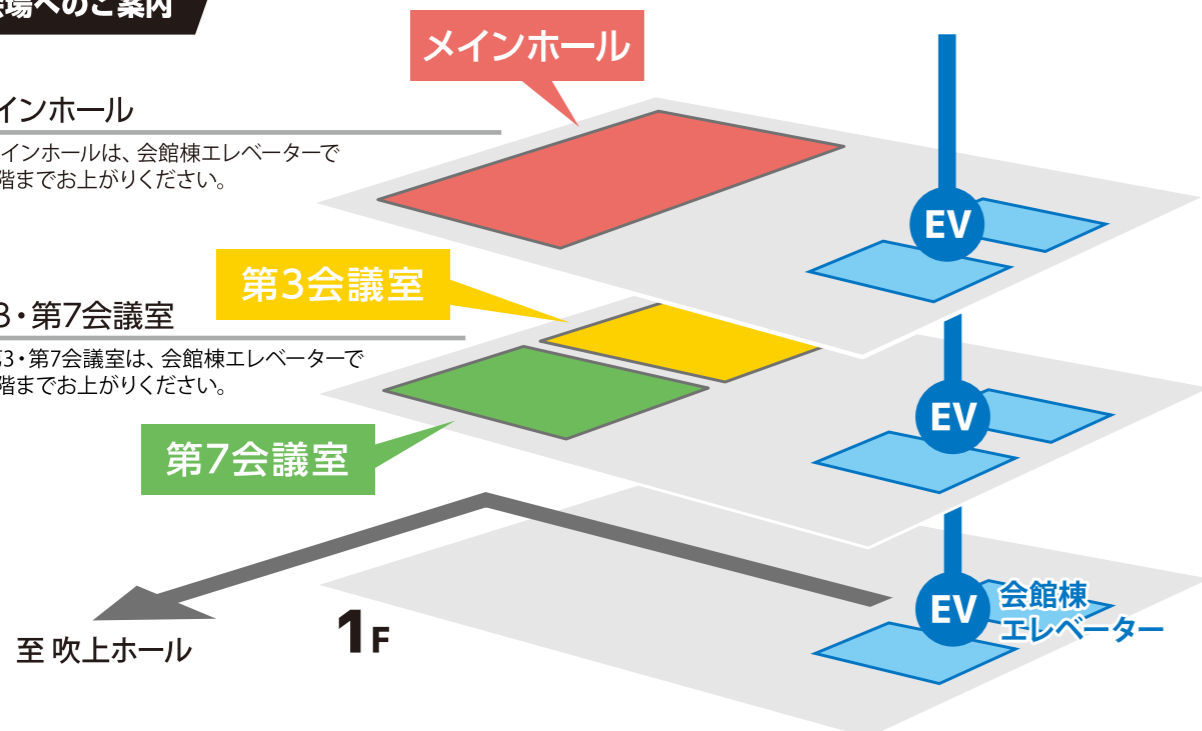 会場へのご案内
メインホール
インホール
インホールは、会館棟エレベーターで
階までお上がりください。
第3会議室
3・第7会議室
第3・第7会議室は、会館棟エレベーターで
階までお上がりください。
第7会議室
EV
EV
EV
会館棟
エレベーター
1F
至 吹上ホール